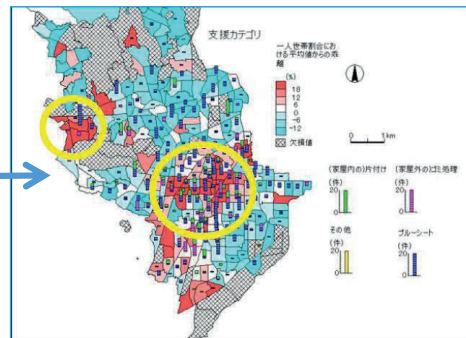 支援カテゴリ
一人世帯割合にお
ける平均値からの乖
離
(%)
18
12
6
0
-6
-12
欠損値
0 1km
(家屋内の)片付け
(件)
20
0
(家屋外の)ゴミ処理
(件)
20
0
その他
(件)
20
0
ブルーシート
(件)
20
0